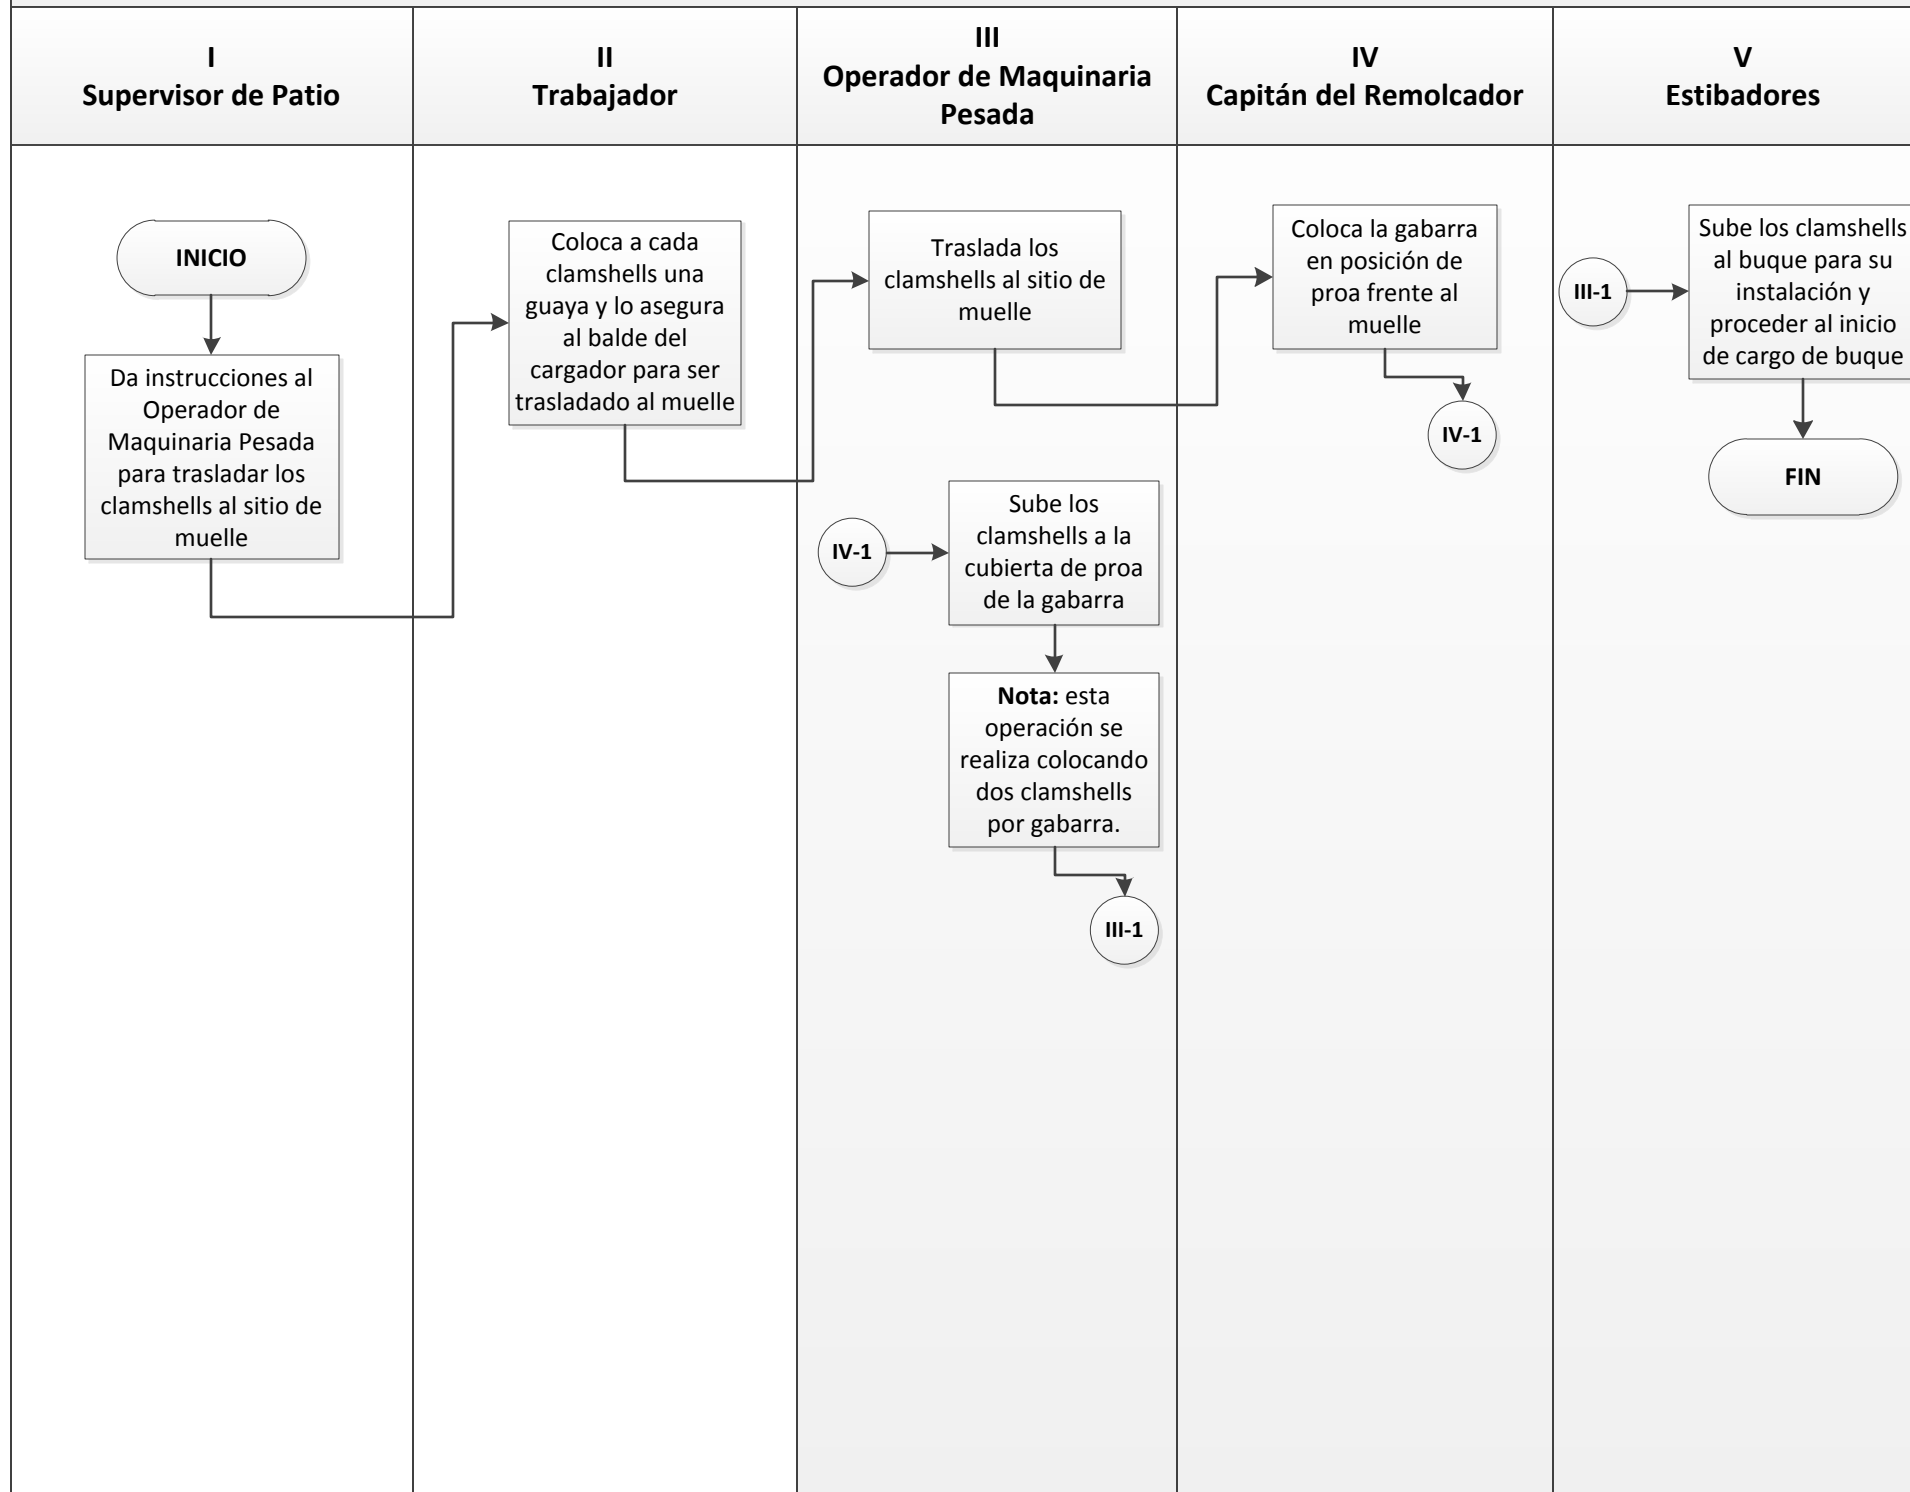 I
Supervisor de Patio
II
Trabajador
III
Operador de Maquinaria
Pesada
IV
Capitán del Remolcador
V
Estibadores
INICIO
Da instrucciones al
Operador de
Maquinaria Pesada
para trasladar los
clamshells al sitio de
muelle
Coloca a cada
clamshells una
guaya y lo asegura
al balde del
cargador para ser
trasladado al muelle
Traslada los
clamshells al sitio de
muelle
IV-1
Sube los
clamshells a la
cubierta de proa
de la gabarra
Nota: esta
operación se
realiza colocando
dos clamshells
por gabarra.
III-1
Coloca la gabarra
en posición de
proa frente al
muelle
IV-1
III-1
Sube los clamshells
al buque para su
instalación y
proceder al inicio
de cargo de buque
FIN